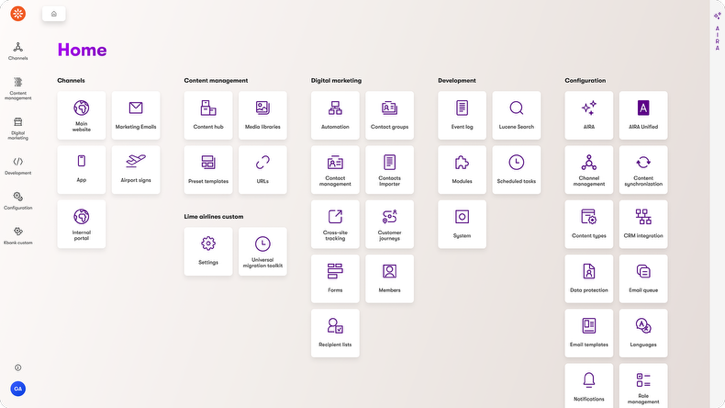 Home
Channels
Content
management
Digital
marketing
Development
Configuration
Xbank custom
GA
Channels
Main
website
Marketing Emails
App
Airport signs
Internal
portal
Content management
Content hub
Media libraries
Preset templates
URLs
Lime airlines custom
Settings
Universal
migration toolkit
Digital marketing
Automation
Contact groups
Contact
management
Contacts
Importer
Cross-site
tracking
Customer
journeys
Forms
Members
Recipient lists
Development
Event log
Lucene Search
Modules
Scheduled tasks
System
Configuration
AIRA
A
AIRA Unified
Channel
management
Content
synchronization
Content types
CRM integration
Data protection
Email queue
Email templates
Languages
Notifications
Role
management
A
I
R
A